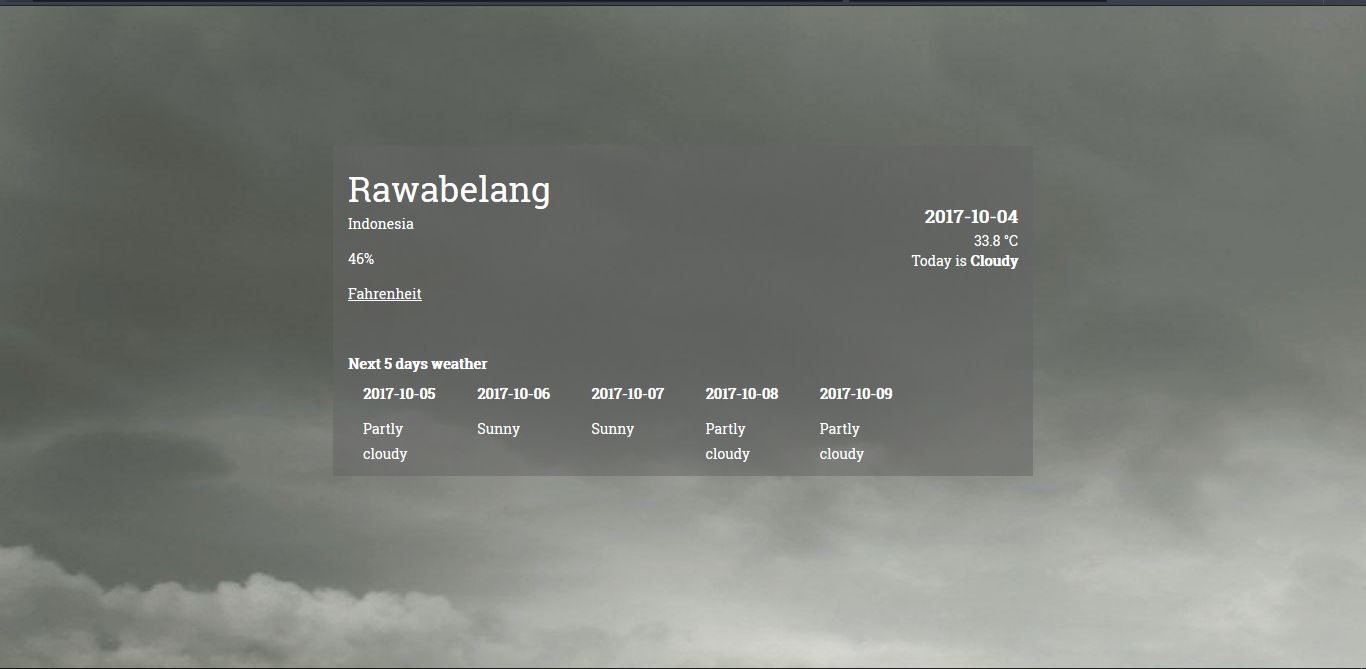 Rawabelang
Indonesia
46%
Fahrenheit
2017-10-04
33.8 °C
Today is Cloudy
Next 5 days weather
2017-10-05 2017-10-06 2017-10-07 2017-10-08 2017-10-09
Partly Sunny Sunny Partly Partly
cloudy cloudy cloudy